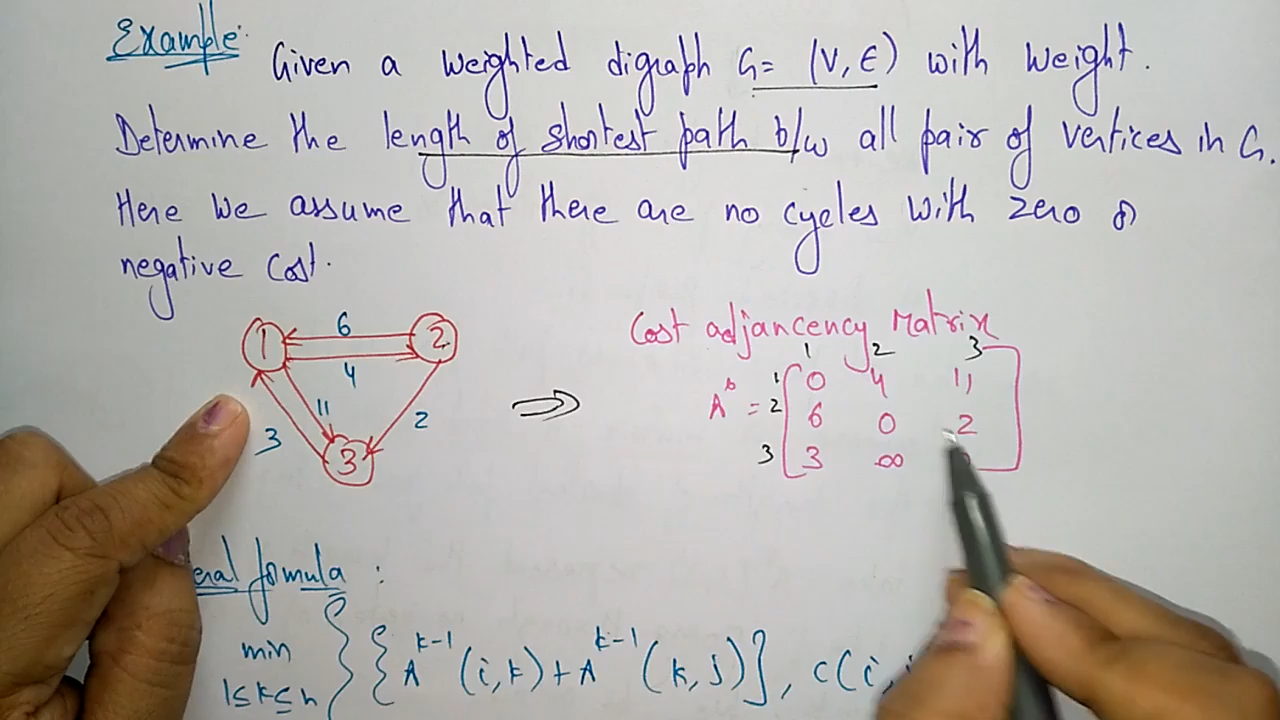 Example:
Given a weighted digraph G = (V, E) with weight.
Determine the length of shortest path b/w all pair of vertices in G.
Here we assume that there are no cycles with zero or
negative cost.
1 6 2
4
11
3 2
3
Cost adjancency Matrix
1 2 3
1 0 4 11
A⁰ = 2 6 0 2
3 3 ∞
eral formula :
min { { A^{k-1} (i, k) + A^{k-1} (k, j) }, c(i,
1≤k≤n